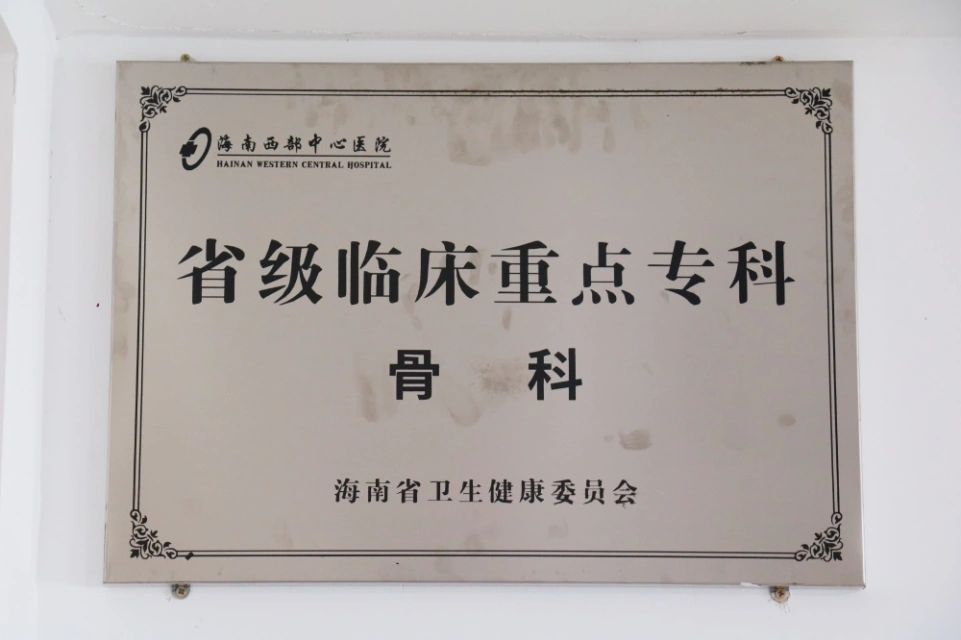 海南西部中心医院
HAINAN WESTERN CENTRAL HOSPITAL
省级临床重点专科
骨科
海南省卫生健康委员会